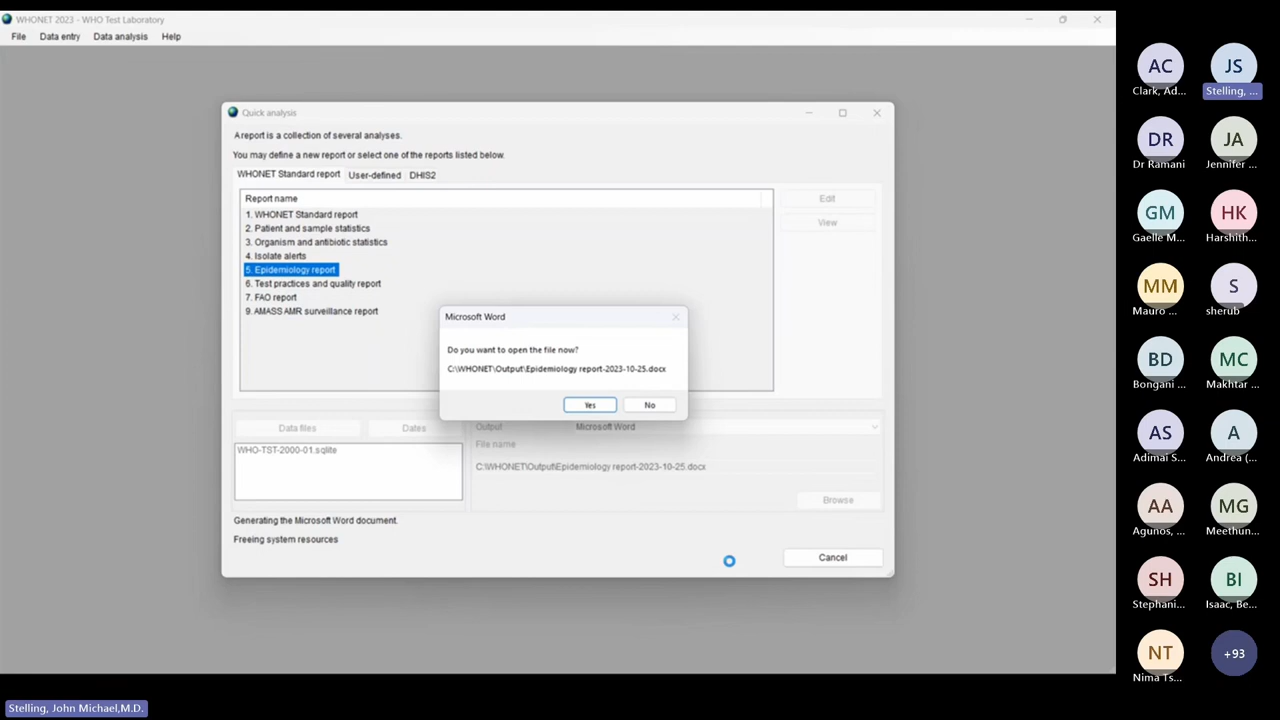 WHONET 2023 - WHO Test Laboratory
File Data entry Data analysis Help
Quick analysis
A report is a collection of several analyses.
You may define a new report or select one of the reports listed below.
WHONET Standard report User-defined DHIS2
Report name
1. WHONET Standard report
2. Patient and sample statistics
3. Organism and antibiotic statistics
4. Isolate alerts
5. Epidemiology report
6. Test practices and quality report
7. FAO report
9. AMASS AMR surveillance report
Edit
View
Microsoft Word
Do you want to open the file now?
C:\WHONET\Output\Epidemiology report-2023-10-25.docx
Yes No
Data files Dates
WHO-TST-2000-01.sqlite
Output Microsoft Word
File name
C:\WHONET\Output\Epidemiology report-2023-10-25.docx
Browse
Generating the Microsoft Word document.
Freeing system resources
Cancel
AC JS
Clark, Ad... Stelling, ...
DR JA
Dr Ramani Jennifer ...
GM HK
Gaelle M... Harshith...
MM S
Mauro ... sherub
BD MC
Bongani ... Makhtar ...
AS A
Adimai S... Andrea (...
AA MG
Agunos, ... Meethun...
SH BI
Stephani... Isaac, Be...
NT +93
Nima Ts...
Stelling, John Michael,M.D.